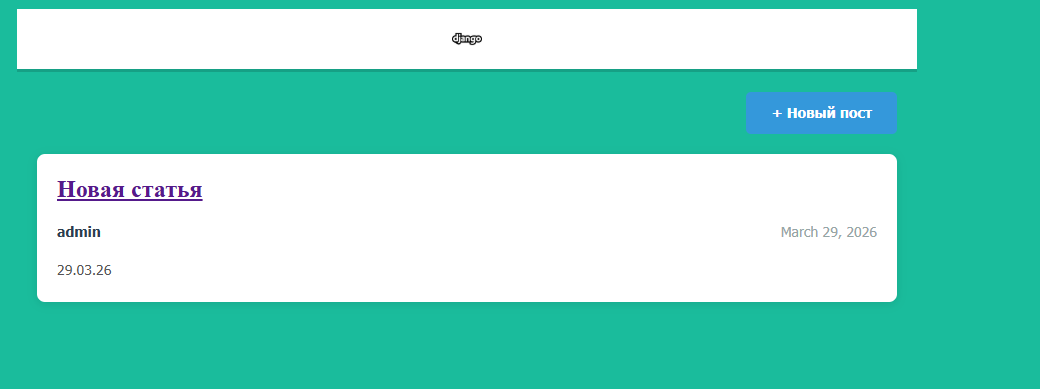 django
+ Новый пост
Новая статья
admin
March 29, 2026
29.03.26